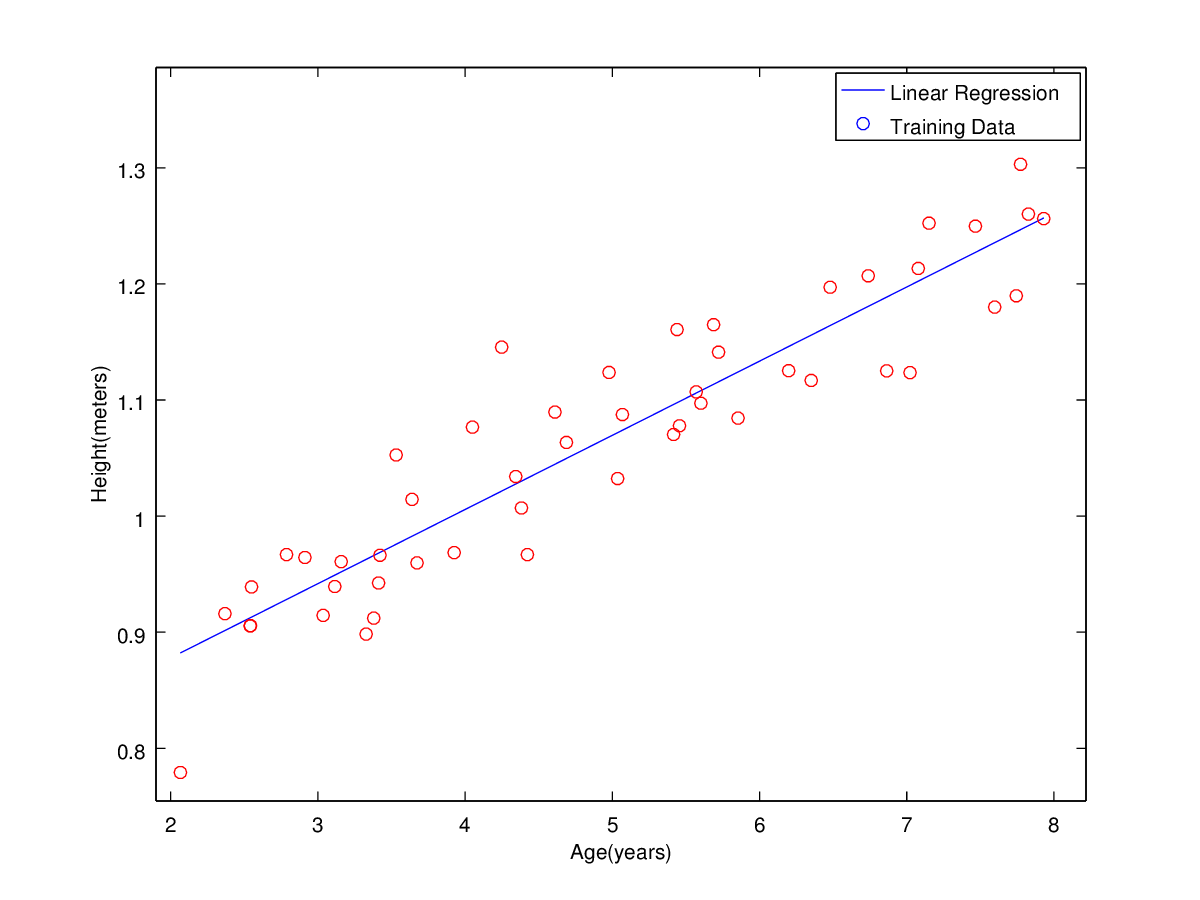 Linear Regression
Training Data
1.3
1.2
1.1
1
0.9
0.8
Height(meters)
2 3 4 5 6 7 8
Age(years)